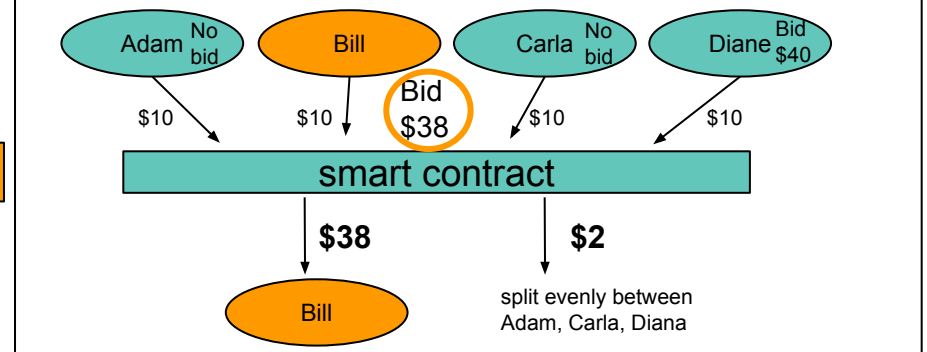 Adam No bid
Bill
Carla No bid
Diane Bid $40
$10
$10
Bid
$38
$10
$10
smart contract
$38
$2
Bill
split evenly between
Adam, Carla, Diana